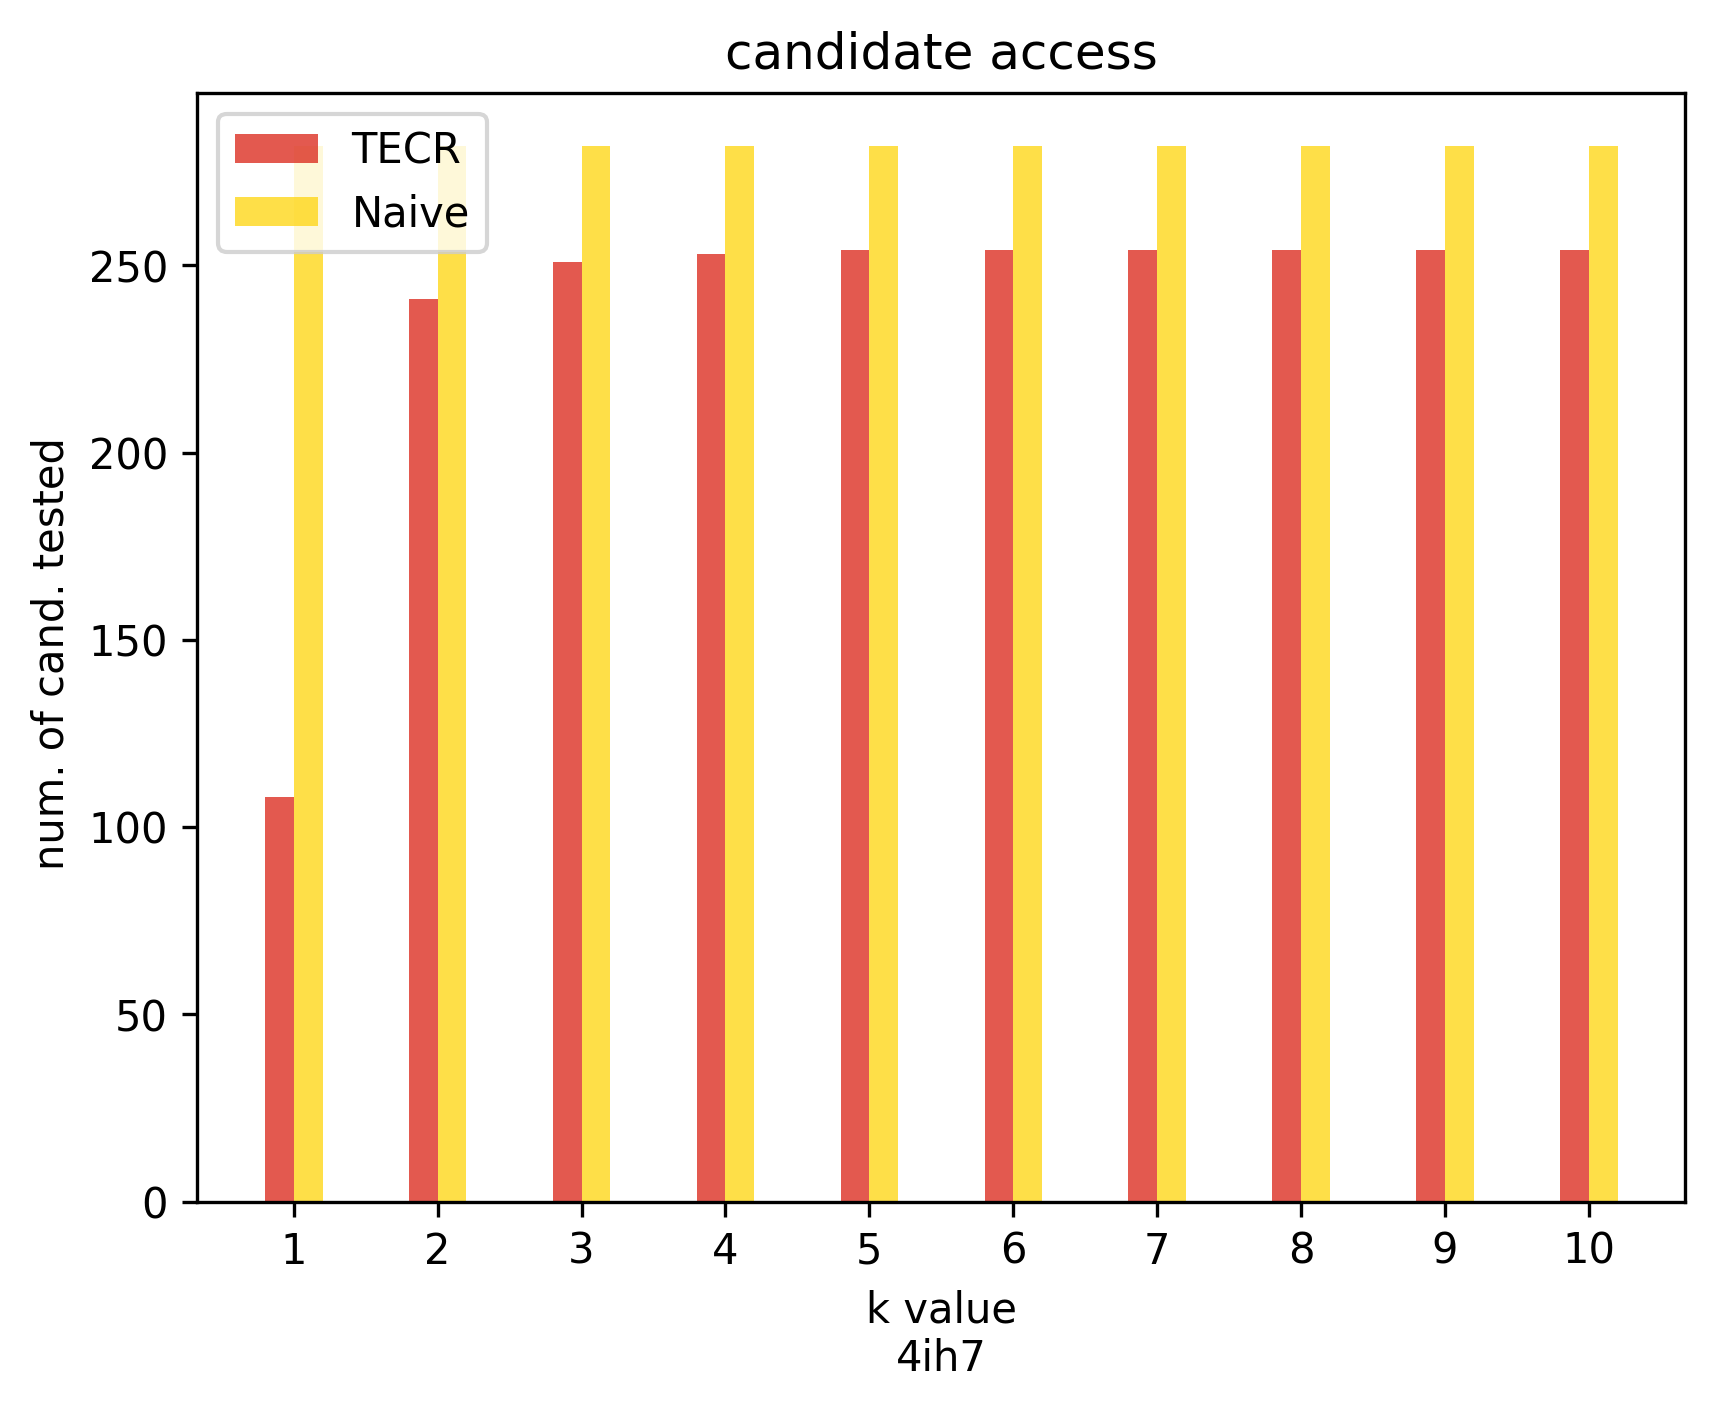 candidate access
TECR
Naive
num. of cand. tested
250
200
150
100
50
0
1 2 3 4 5 6 7 8 9 10
k value
4ih7